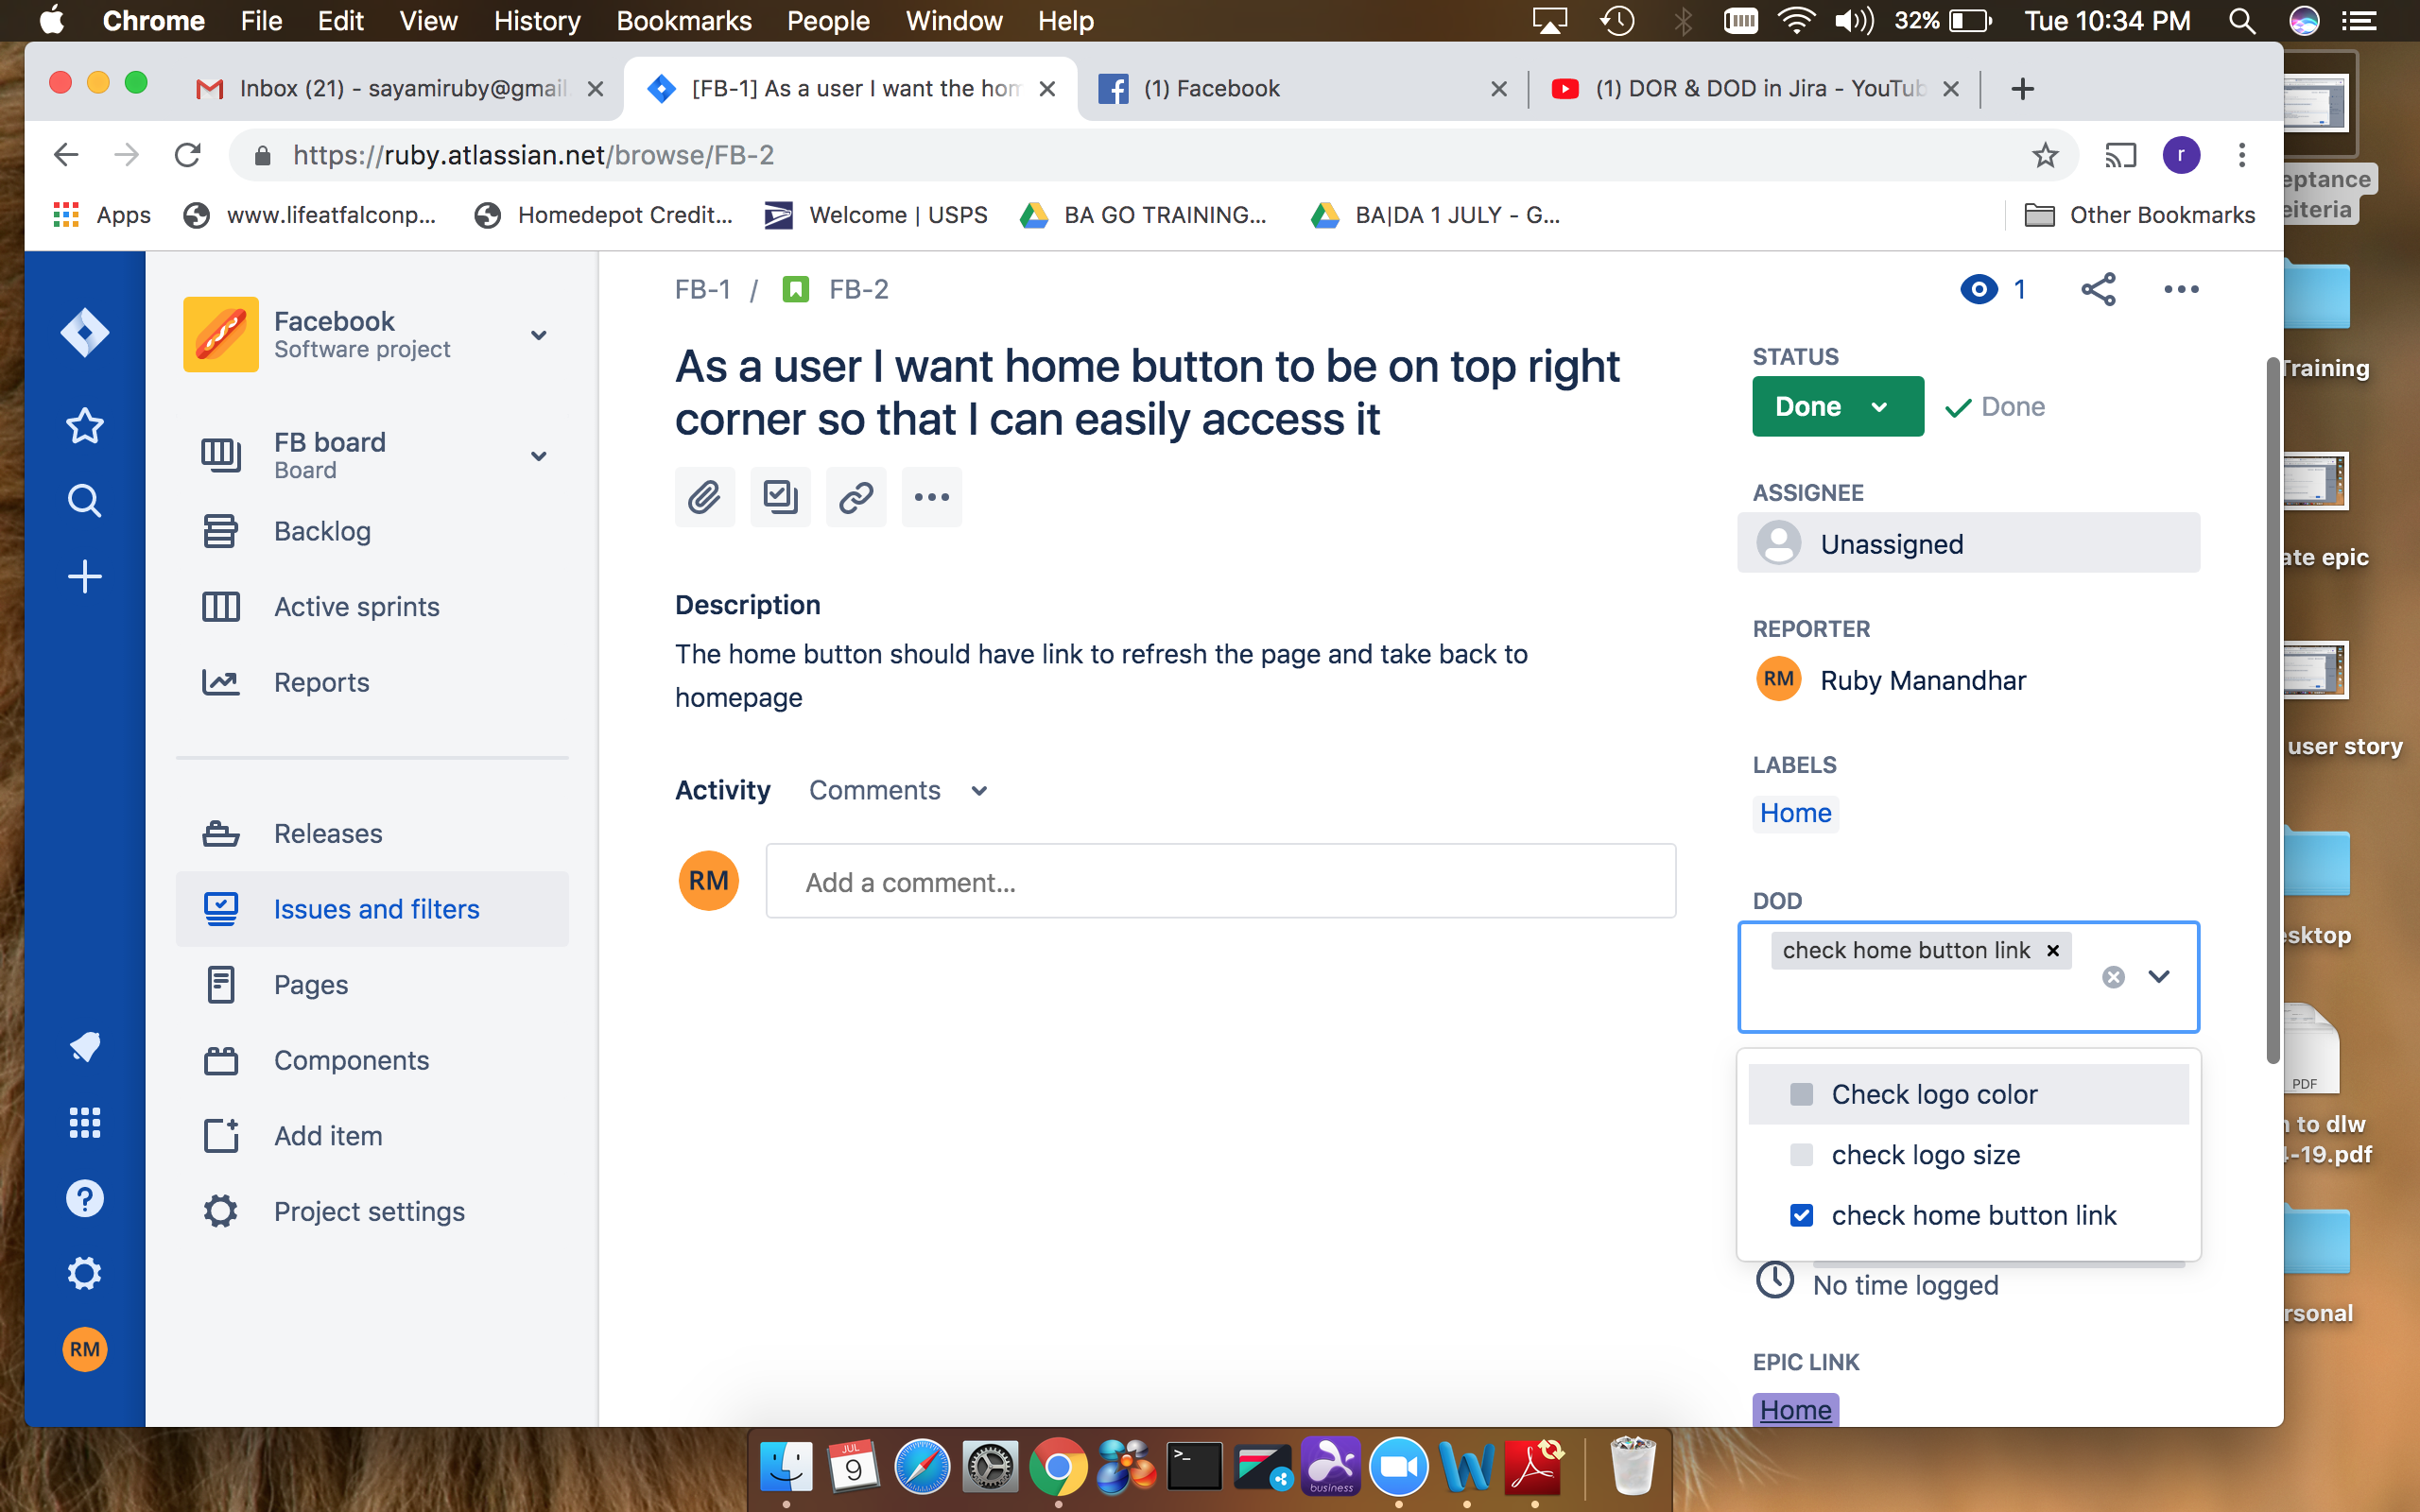 Chrome File Edit View History Bookmarks People Window Help 32% Tue 10:34 PM
Inbox (21) - sayamiruby@gmail. [FB-1] As a user I want the hom (1) Facebook (1) DOR & DOD in Jira - YouTub
https://ruby.atlassian.net/browse/FB-2 r
Apps www.lifeatfalconp... Homedepot Credit... Welcome | USPS BA GO TRAINING... BA|DA 1 JULY - G... Other Bookmarks
Facebook
Software project
FB board
Board
Backlog
Active sprints
Reports
Releases
Issues and filters
Pages
Components
Add item
Project settings
RM
FB-1 / FB-2
As a user I want home button to be on top right
corner so that I can easily access it
Description
The home button should have link to refresh the page and take back to
homepage
Activity Comments
RM Add a comment...
1
STATUS
Done Done
ASSIGNEE
Unassigned
REPORTER
RM Ruby Manandhar
LABELS
Home
DOD
check home button link
Check logo color
check logo size
check home button link
No time logged
EPIC LINK
Home
eptance
eiteria
Training
ate epic
user story
esktop
PDF
to dlw
4-19.pdf
rsonal
JUL
9
business